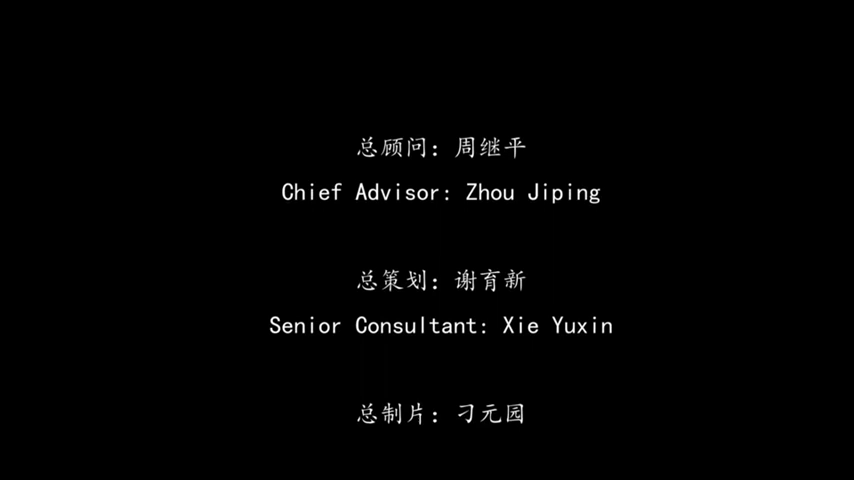 总顾问：周继平
Chief Advisor: Zhou Jiping
总策划：谢育新
Senior Consultant: Xie Yuxin
总制片：刁元园